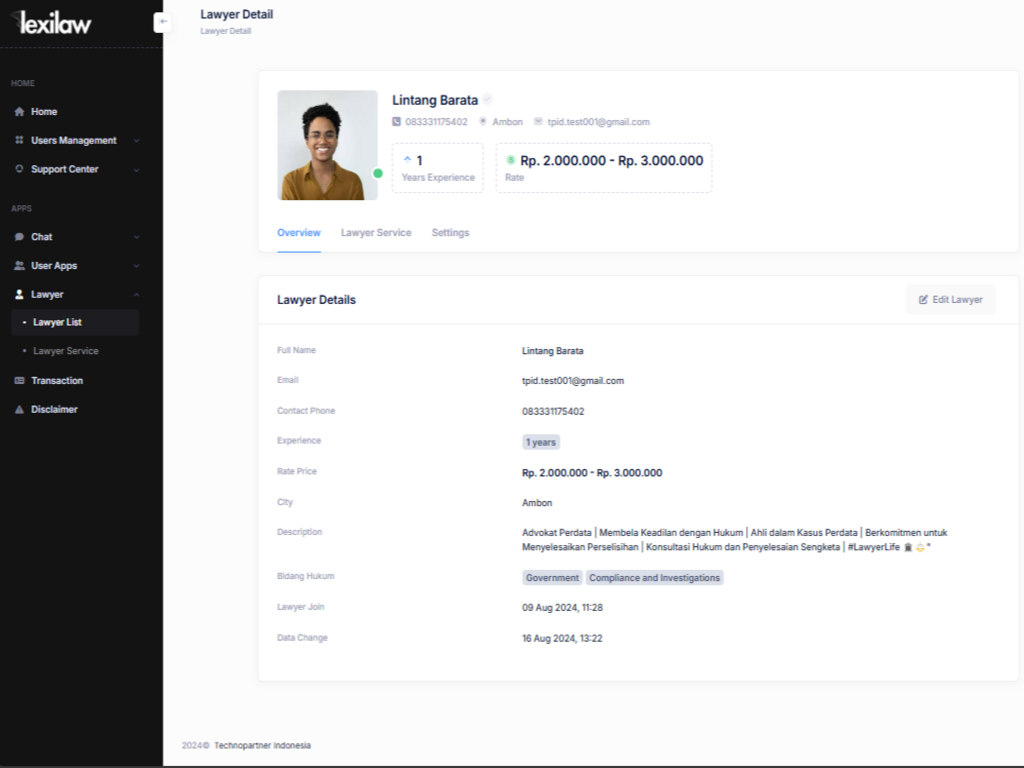 lexilaw
HOME
Home
Users Management
Support Center
APPS
Chat
User Apps
Lawyer
Lawyer List
Lawyer Service
Transaction
Disclaimer
Lawyer Detail
Lawyer Detail
Lintang Barata
083331175402 Ambon tpid.test001@gmail.com
1 Rp. 2.000.000 - Rp. 3.000.000
Years Experience Rate
Overview Lawyer Service Settings
Lawyer Details Edit Lawyer
Full Name Lintang Barata
Email tpid.test001@gmail.com
Contact Phone 083331175402
Experience 1 years
Rate Price Rp. 2.000.000 - Rp. 3.000.000
City Ambon
Description Advokat Perdata | Membela Keadilan dengan Hukum | Ahli dalam Kasus Perdata | Berkomitmen untuk
Menyelesaikan Perselisihan | Konsultasi Hukum dan Penyelesaian Sengketa | #LawyerLife "
Bidang Hukum Government Compliance and Investigations
Lawyer Join 09 Aug 2024, 11:28
Data Change 16 Aug 2024, 13:22
2024© Technopartner Indonesia